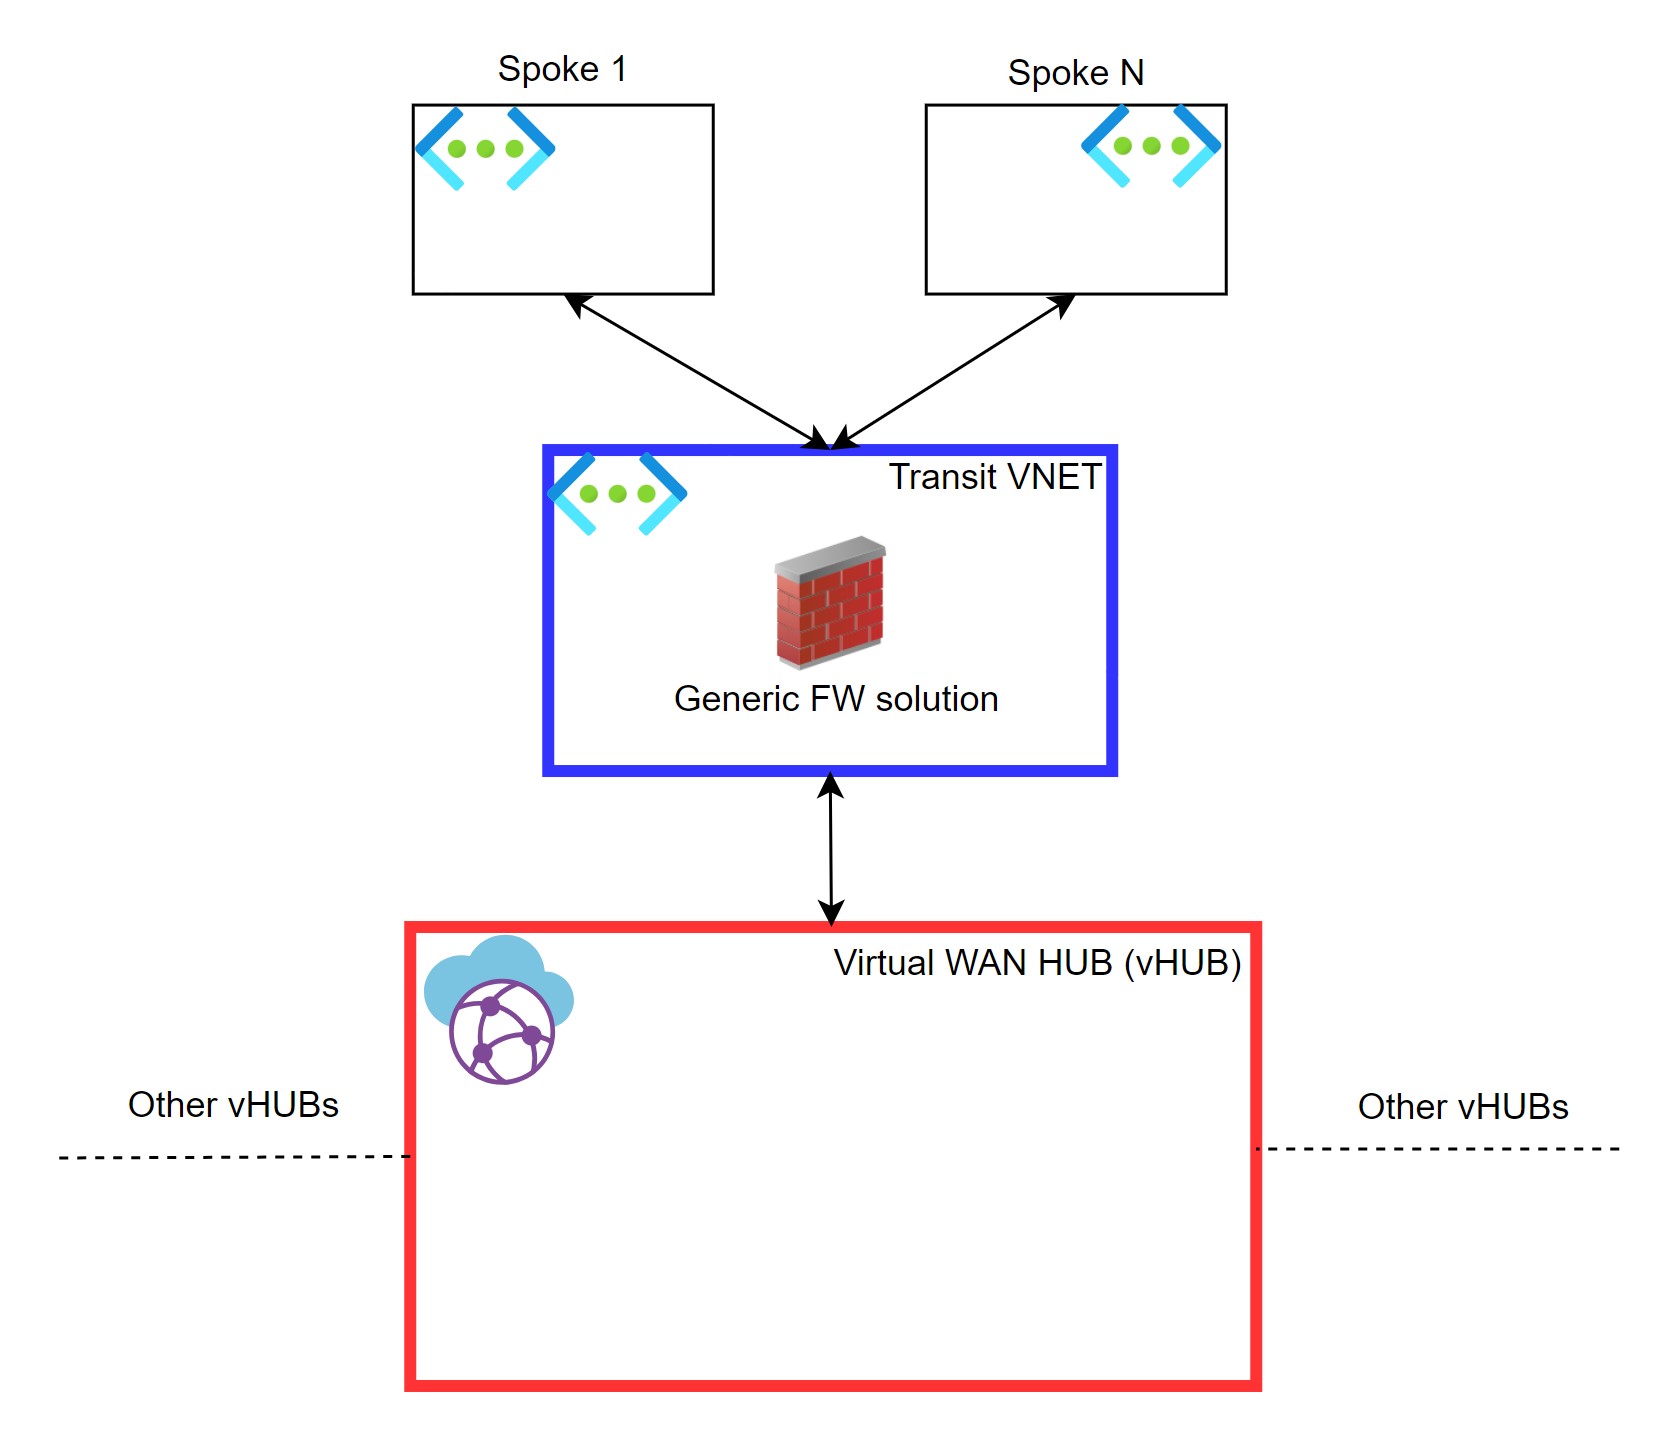 Spoke 1
Spoke N
Transit VNET
Generic FW solution
Virtual WAN HUB (vHUB)
Other vHUBs
Other vHUBs